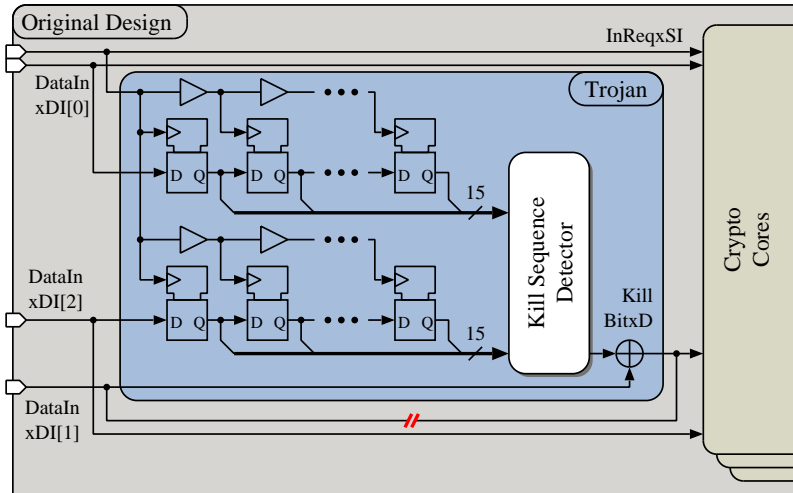 Original Design
InReqxSI
DataIn
xDI[0]
Trojan
D Q
D Q
D Q
15
Kill Sequence
Detector
Crypto
Cores
DataIn
xDI[2]
D Q
D Q
D Q
15
Kill
BitxD
DataIn
xDI[1]